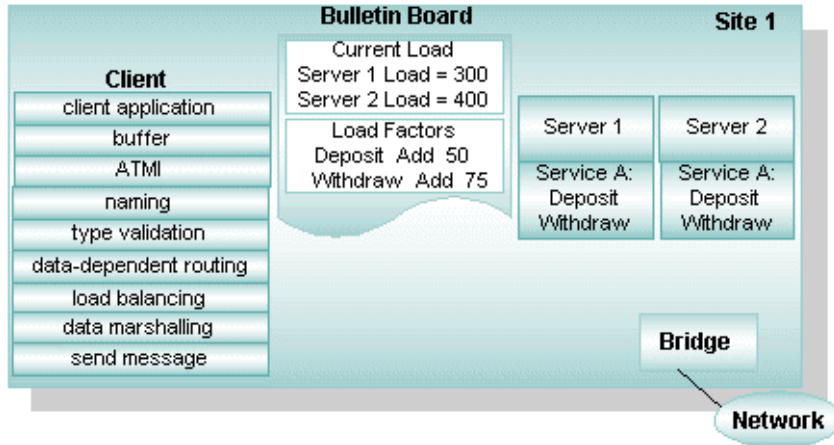 Bulletin Board
Site 1
Client
client application
buffer
ATMI
naming
type validation
data-dependent routing
load balancing
data marshalling
send message
Current Load
Server 1 Load = 300
Server 2 Load = 400
Load Factors
Deposit Add 50
Withdraw Add 75
Server 1
Service A:
Deposit
Withdraw
Server 2
Service A:
Deposit
Withdraw
Bridge
Network